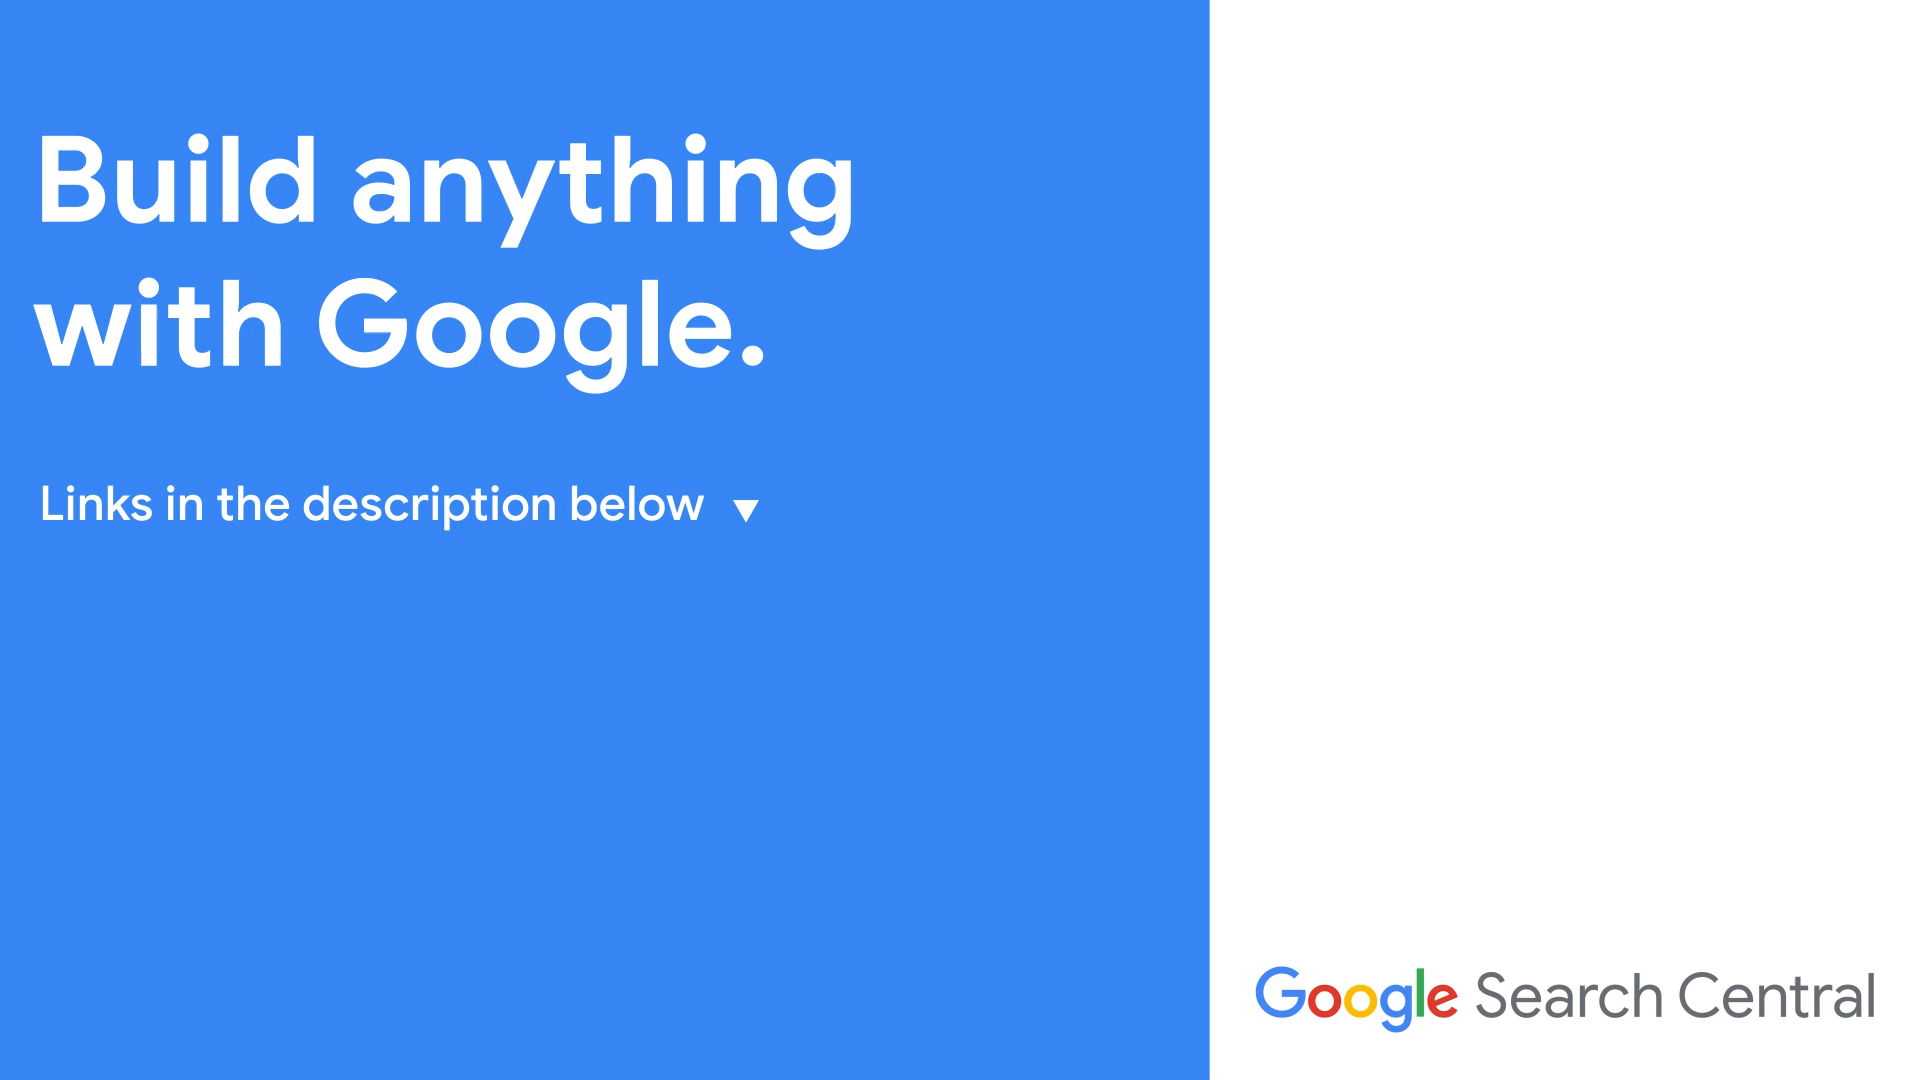 Build anything
with Google.
Links in the description below ▼
Google Search Central